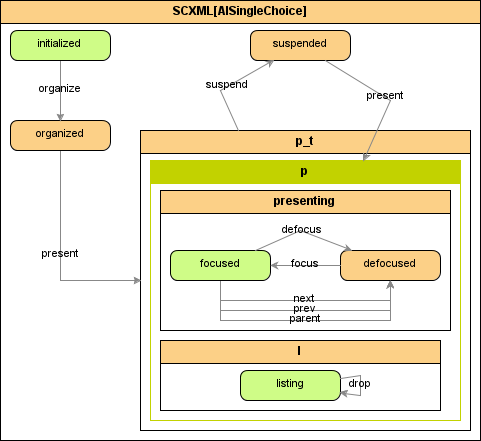 SCXML[AISingleChoice]
initialized
suspended
suspend
organize
present
organized
p_t
p
presenting
defocus
present
focused
focus
defocused
next
prev
parent
l
listing
drop